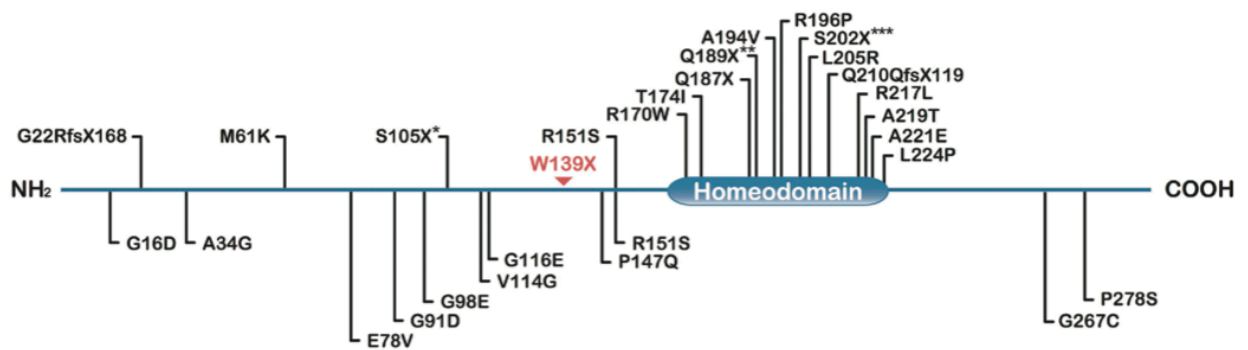 R196P
A194V
S202X***
Q189X**
L205R
Q187X
Q210QfsX119
T174I
R217L
R170W
A219T
G22RfsX168
M61K
S105X*
R151S
A221E
W139X
L224P
NH2
Homeodomain
COOH
G16D
A34G
R151S
G116E
P147Q
V114G
G98E
P278S
G91D
G267C
E78V